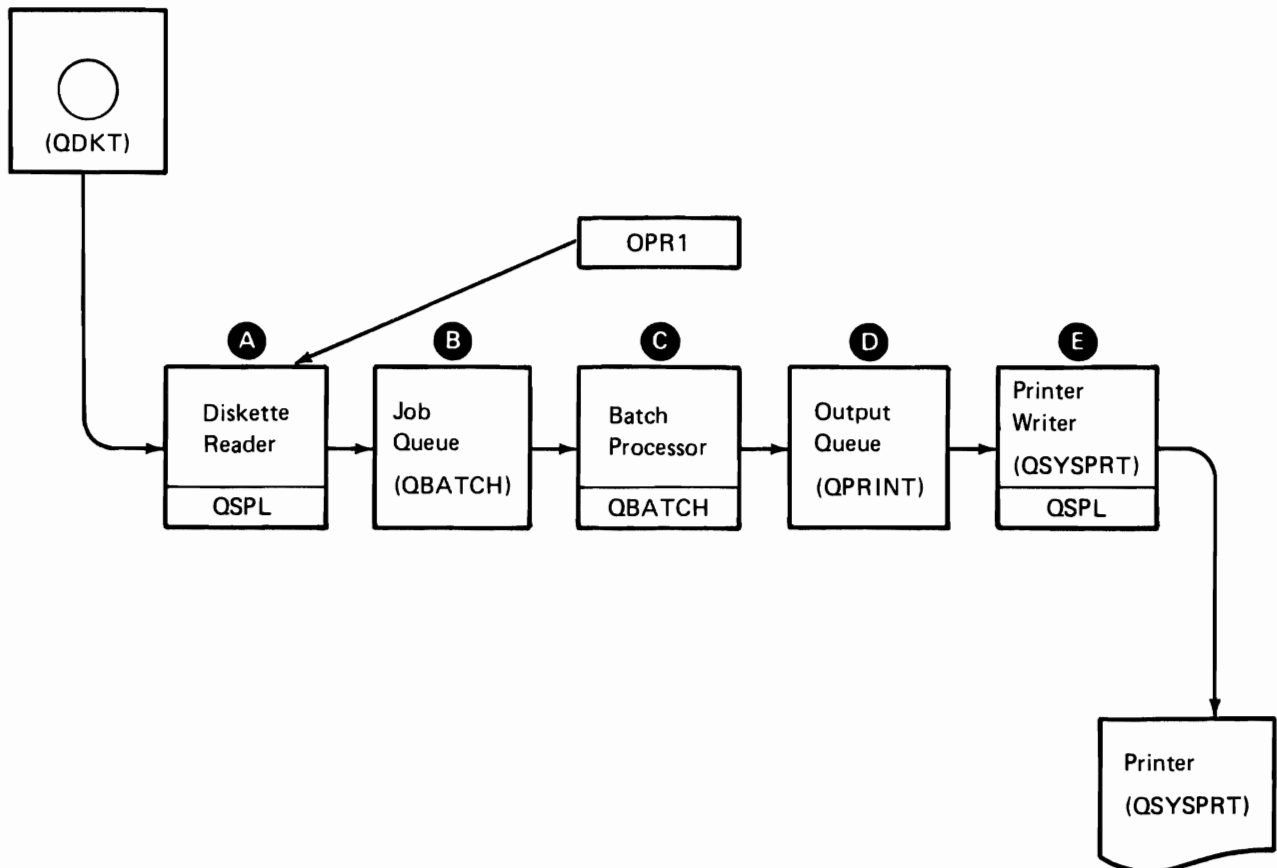 (QDKT)
OPR1
A
B
C
D
E
Diskette
Reader
QSPL
Job
Queue
(QBATCH)
Batch
Processor
QBATCH
Output
Queue
(QPRINT)
Printer
Writer
(QSYSPRT)
QSPL
Printer
(QSYSPRT)